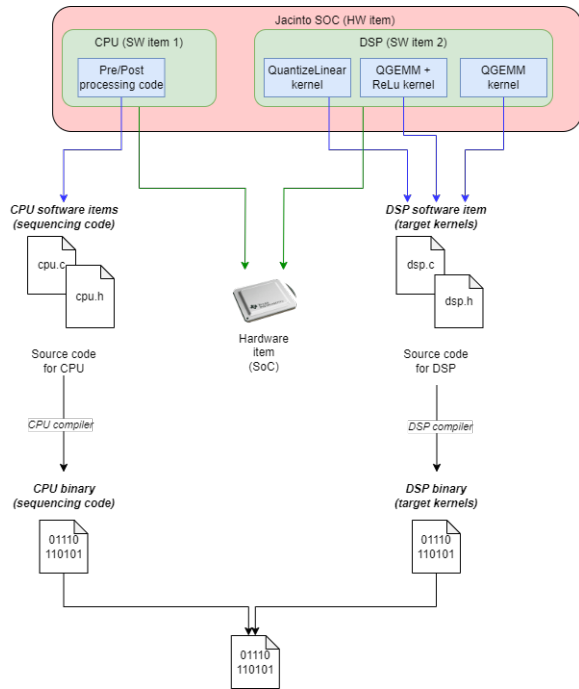 Jacinto SOC (HW item)
CPU (SW item 1)
Pre/Post
processing code
DSP (SW item 2)
QuantizeLinear
kernel
QGEMM +
ReLu kernel
QGEMM
kernel
CPU software items
(sequencing code)
cpu.c
cpu.h
Source code
for CPU
CPU compiler
CPU binary
(sequencing code)
01110
110101
Hardware
item
(SoC)
DSP software item
(target kernels)
dsp.c
dsp.h
Source code
for DSP
DSP compiler
DSP binary
(target kernels)
01110
110101
01110
110101